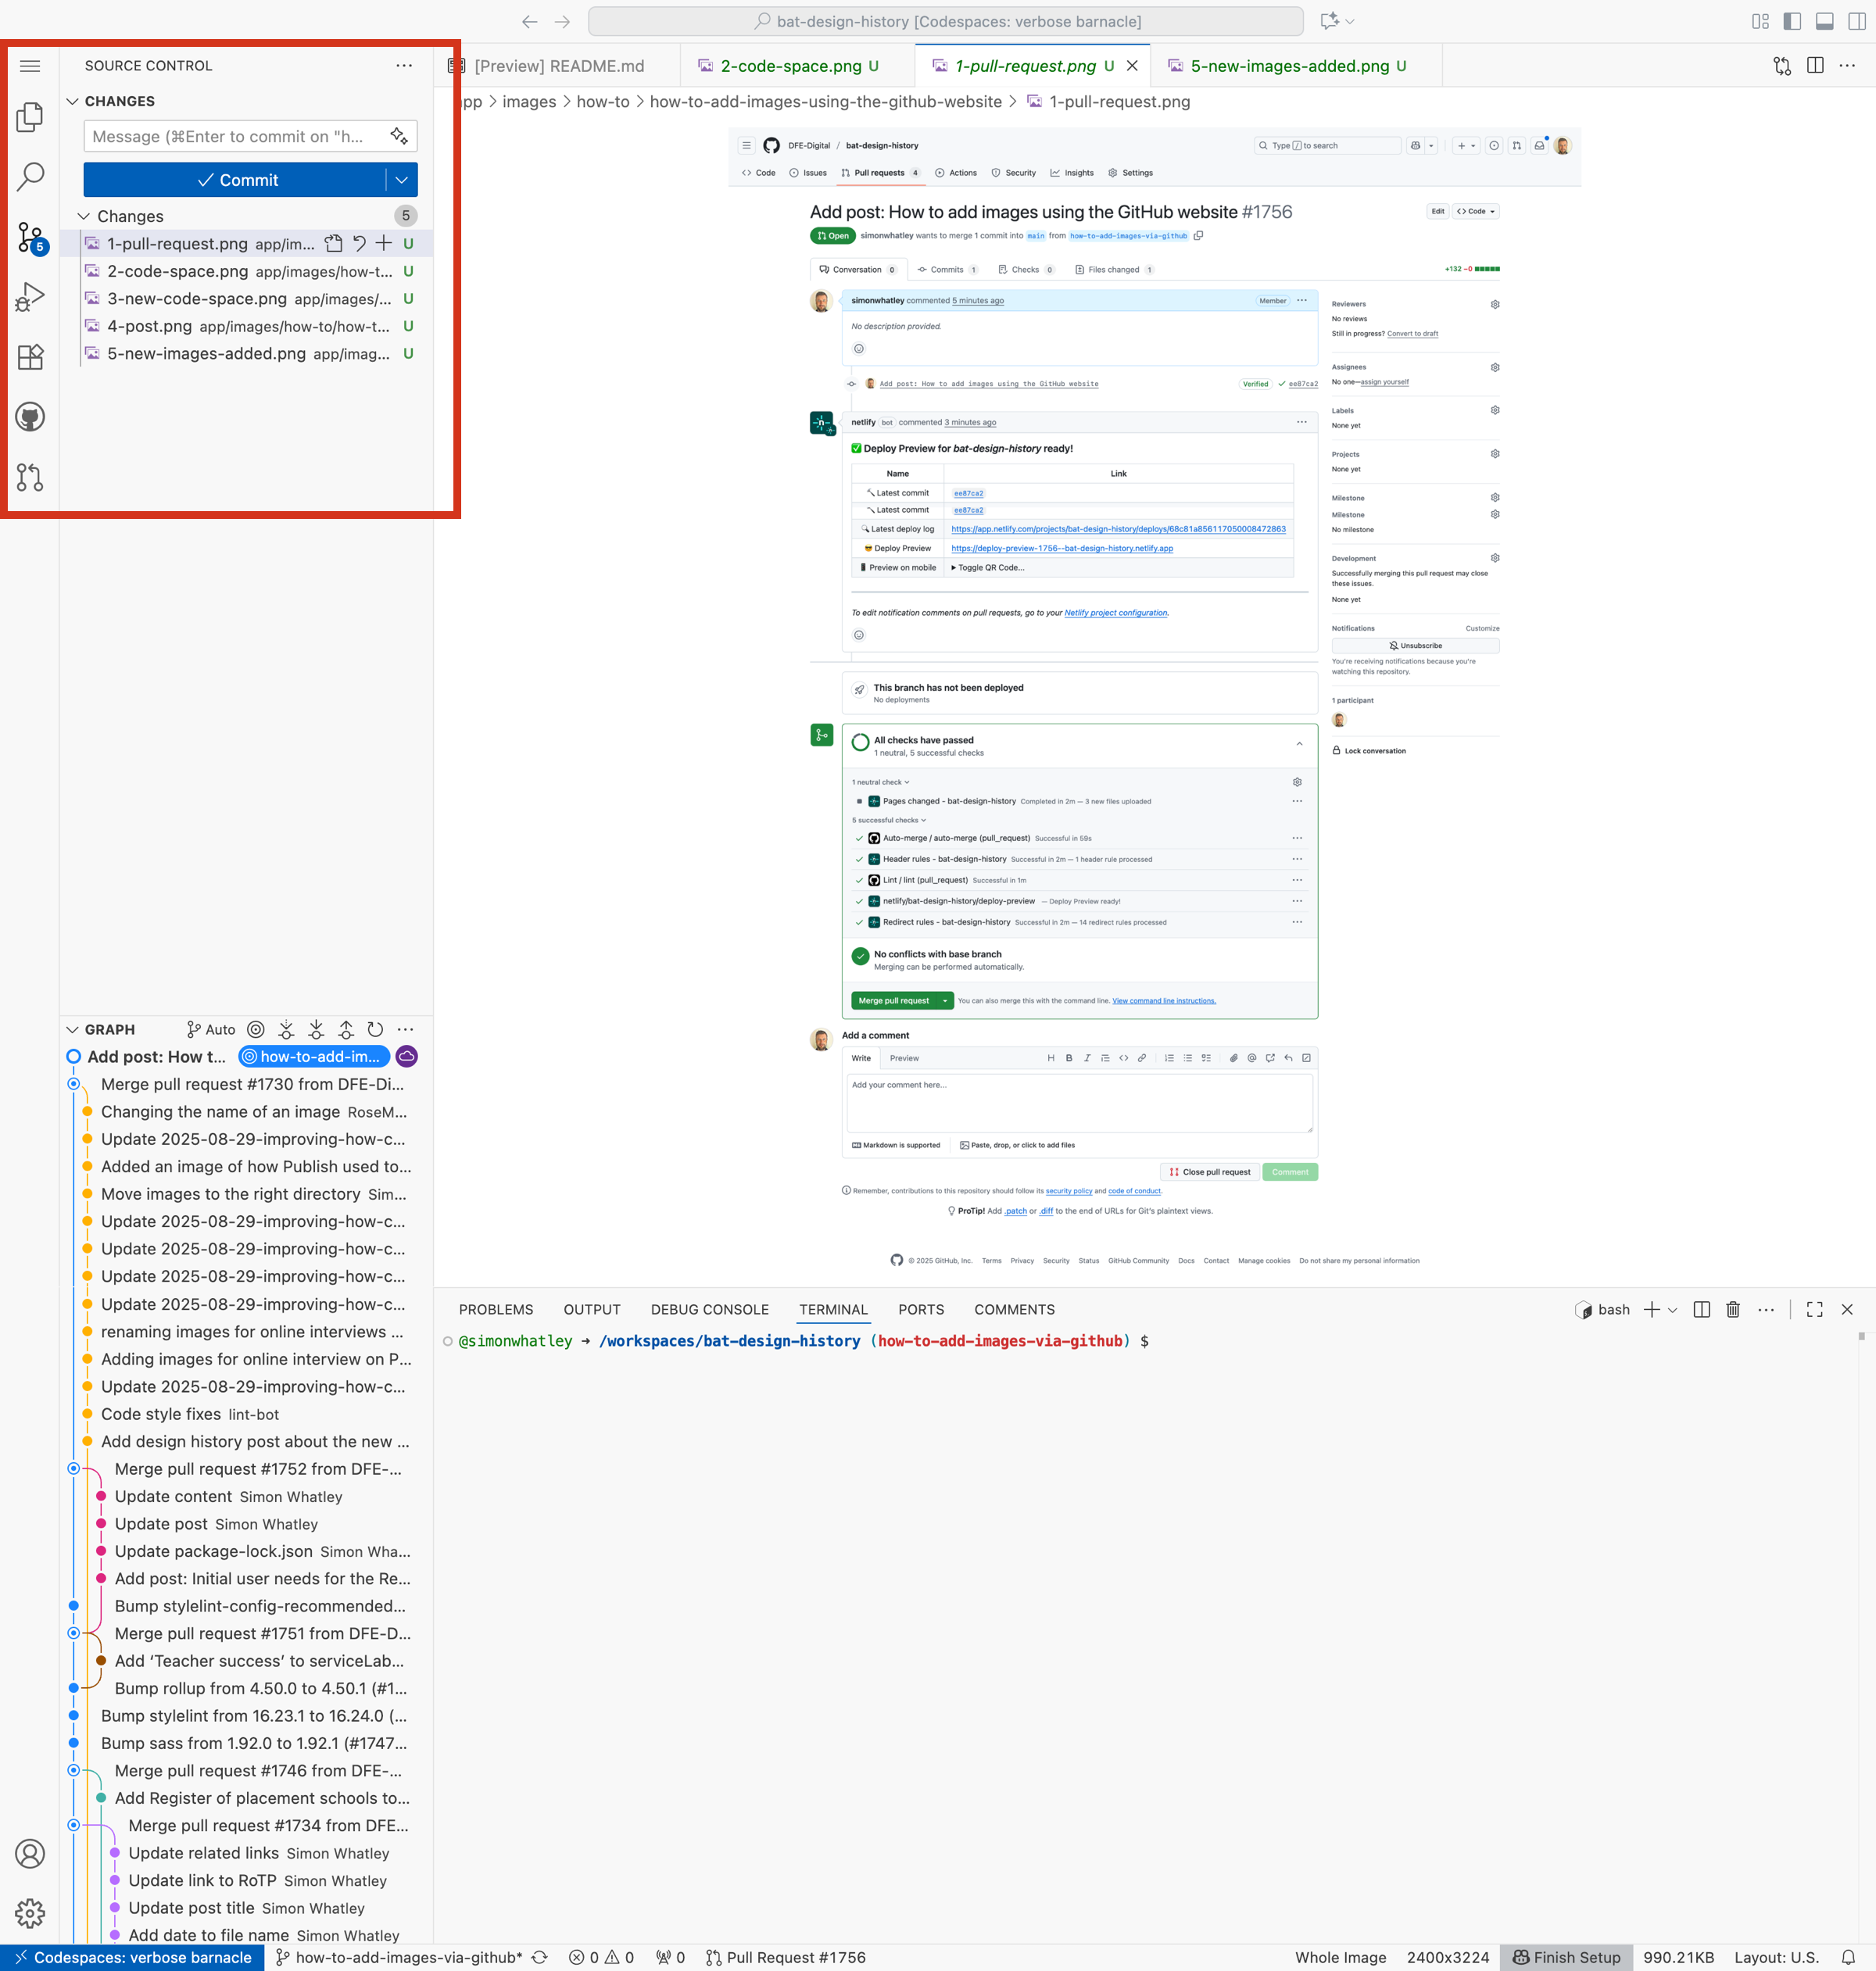 bat-design-history [Codespaces: verbose barnacle]
SOURCE CONTROL
CHANGES
Message (⌘Enter to commit on "h...
Commit
Changes 5
1-pull-request.png app/im... U
2-code-space.png app/images/how-t... U
3-new-code-space.png app/images/... U
4-post.png app/images/how-to/how-t... U
5-new-images-added.png app/imag... U
5
[Preview] README.md
2-code-space.png U
1-pull-request.png U
5-new-images-added.png U
app > images > how-to > how-to-add-images-using-the-github-website > 1-pull-request.png
DFE-Digital / bat-design-history
Type / to search
Code Issues Pull requests 4 Actions Security Insights Settings
Add post: How to add images using the GitHub website #1756
Edit <> Code
Open simonwhatley wants to merge 1 commit into main from how-to-add-images-via-github
Conversation 0 Commits 1 Checks 0 Files changed 1
+132 −0
simonwhatley commented 5 minutes ago Member
No description provided.
Add post: How to add images using the GitHub website Verified ee87ca2
netlify bot commented 3 minutes ago
Deploy Preview for bat-design-history ready!
Name Link
Latest commit ee87ca2
Latest commit ee87ca2
Latest deploy log https://app.netlify.com/projects/bat-design-history/deploys/68c81a856117050008472863
Deploy Preview https://deploy-preview-1756--bat-design-history.netlify.app
Preview on mobile Toggle QR Code...
To edit notification comments on pull requests, go to your Netlify project configuration.
This branch has not been deployed
No deployments
All checks have passed
1 neutral, 5 successful checks
1 neutral check
Pages changed - bat-design-history Completed in 2m — 3 new files uploaded
5 successful checks
Auto-merge / auto-merge (pull_request) Successful in 59s
Header rules - bat-design-history Successful in 2m — 1 header rule processed
Lint / lint (pull_request) Successful in 1m
netlify/bat-design-history/deploy-preview — Deploy Preview ready!
Redirect rules - bat-design-history Successful in 2m — 14 redirect rules processed
No conflicts with base branch
Merging can be performed automatically.
Merge pull request You can also merge this with the command line. View command line instructions.
Add a comment
Write Preview
Add your comment here...
Markdown is supported Paste, drop, or click to add files
Close pull request Comment
Remember, contributions to this repository should follow its security policy and code of conduct.
ProTip! Add .patch or .diff to the end of URLs for Git's plaintext views.
© 2025 GitHub, Inc. Terms Privacy Security Status GitHub Community Docs Contact Manage cookies Do not share my personal information
Reviewers
No reviews
Still in progress? Convert to draft
Assignees
No one—assign yourself
Labels
None yet
Projects
None yet
Milestone
Milestone
No milestone
Development
Successfully merging this pull request may close
these issues.
None yet
Notifications Customize
Unsubscribe
You're receiving notifications because you're
watching this repository.
1 participant
Lock conversation
GRAPH Auto
Add post: How t... how-to-add-im...
Merge pull request #1730 from DFE-Di...
Changing the name of an image RoseM...
Update 2025-08-29-improving-how-c...
Added an image of how Publish used to...
Move images to the right directory Sim...
Update 2025-08-29-improving-how-c...
Update 2025-08-29-improving-how-c...
Update 2025-08-29-improving-how-c...
Update 2025-08-29-improving-how-c...
renaming images for online interviews ...
Adding images for online interview on P...
Update 2025-08-29-improving-how-c...
Code style fixes lint-bot
Add design history post about the new ...
Merge pull request #1752 from DFE-...
Update content Simon Whatley
Update post Simon Whatley
Update package-lock.json Simon Wha...
Add post: Initial user needs for the Re...
Bump stylelint-config-recommended...
Merge pull request #1751 from DFE-D...
Add ‘Teacher success’ to serviceLab...
Bump rollup from 4.50.0 to 4.50.1 (#1...
Bump stylelint from 16.23.1 to 16.24.0 (...
Bump sass from 1.92.0 to 1.92.1 (#1747...
Merge pull request #1746 from DFE-...
Add Register of placement schools to...
Merge pull request #1734 from DFE...
Update related links Simon Whatley
Update link to RoTP Simon Whatley
Update post title Simon Whatley
Add date to file name Simon Whatley
PROBLEMS OUTPUT DEBUG CONSOLE TERMINAL PORTS COMMENTS
bash
@simonwhatley ➜ /workspaces/bat-design-history (how-to-add-images-via-github) $
Codespaces: verbose barnacle how-to-add-images-via-github* 0 0 0 Pull Request #1756
Whole Image 2400x3224 Finish Setup 990.21KB Layout: U.S.